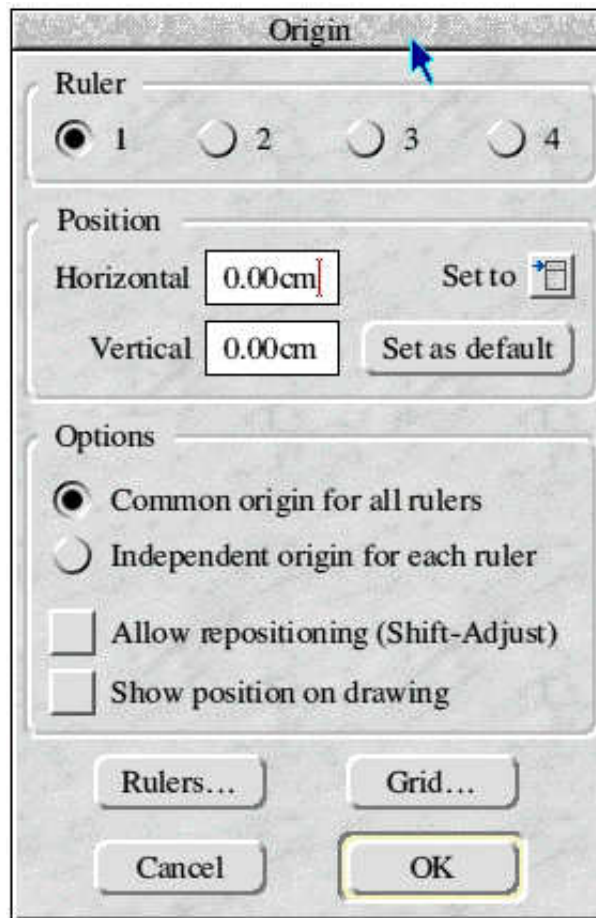 Origin
Ruler
1 2 3 4
Position
Horizontal 0.00cm Set to
Vertical 0.00cm Set as default
Options
Common origin for all rulers
Independent origin for each ruler
Allow repositioning (Shift-Adjust)
Show position on drawing
Rulers... Grid...
Cancel OK